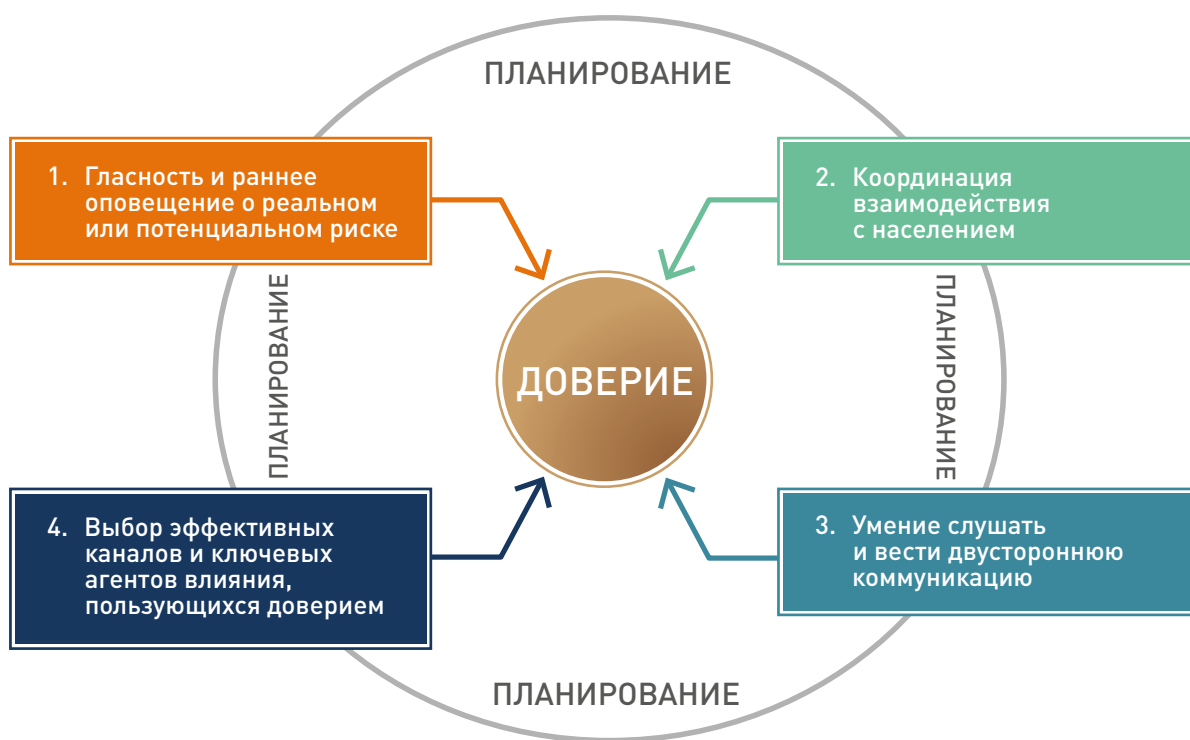 ПЛАНИРОВАНИЕ
1. Гласность и раннее
оповещение о реальном
или потенциальном риске
2. Координация
взаимодействия
с населением
ПЛАНИРОВАНИЕ
ДОВЕРИЕ
ПЛАНИРОВАНИЕ
4. Выбор эффективных
каналов и ключевых
агентов влияния,
пользующихся доверием
3. Умение слушать
и вести двустороннюю
коммуникацию
ПЛАНИРОВАНИЕ